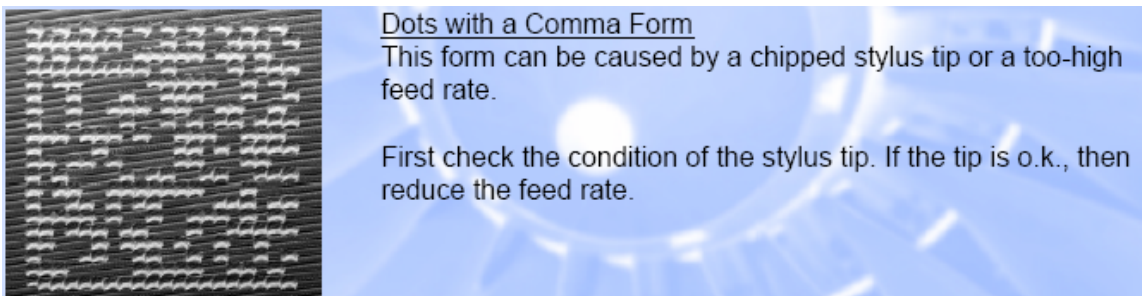 Dots with a Comma Form
This form can be caused by a chipped stylus tip or a too-high
feed rate.
First check the condition of the stylus tip. If the tip is o.k., then
reduce the feed rate.